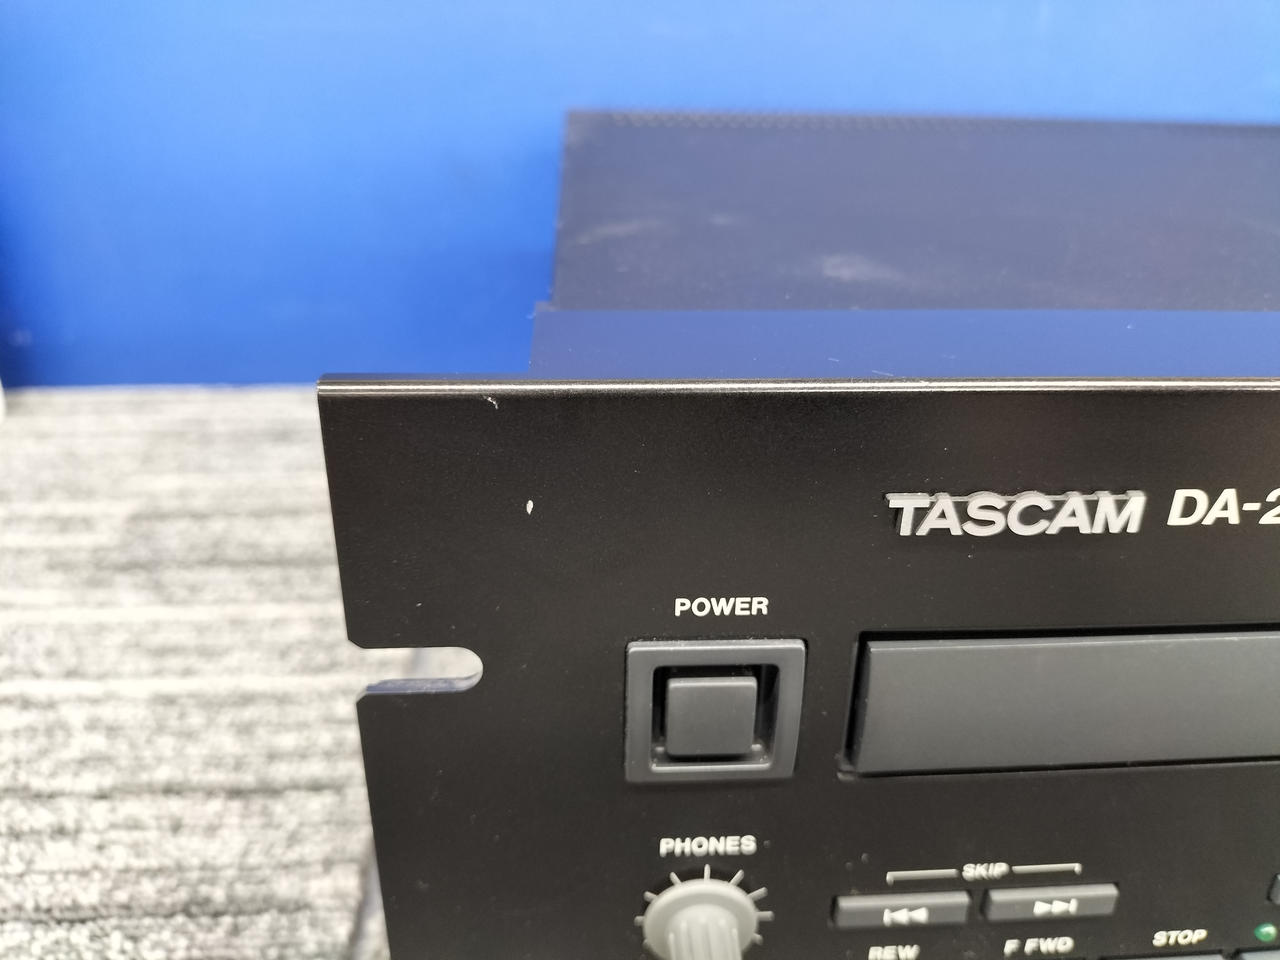 TASCAM DA-2
POWER
PHONES
SKIP
REW
F FWD
STOP